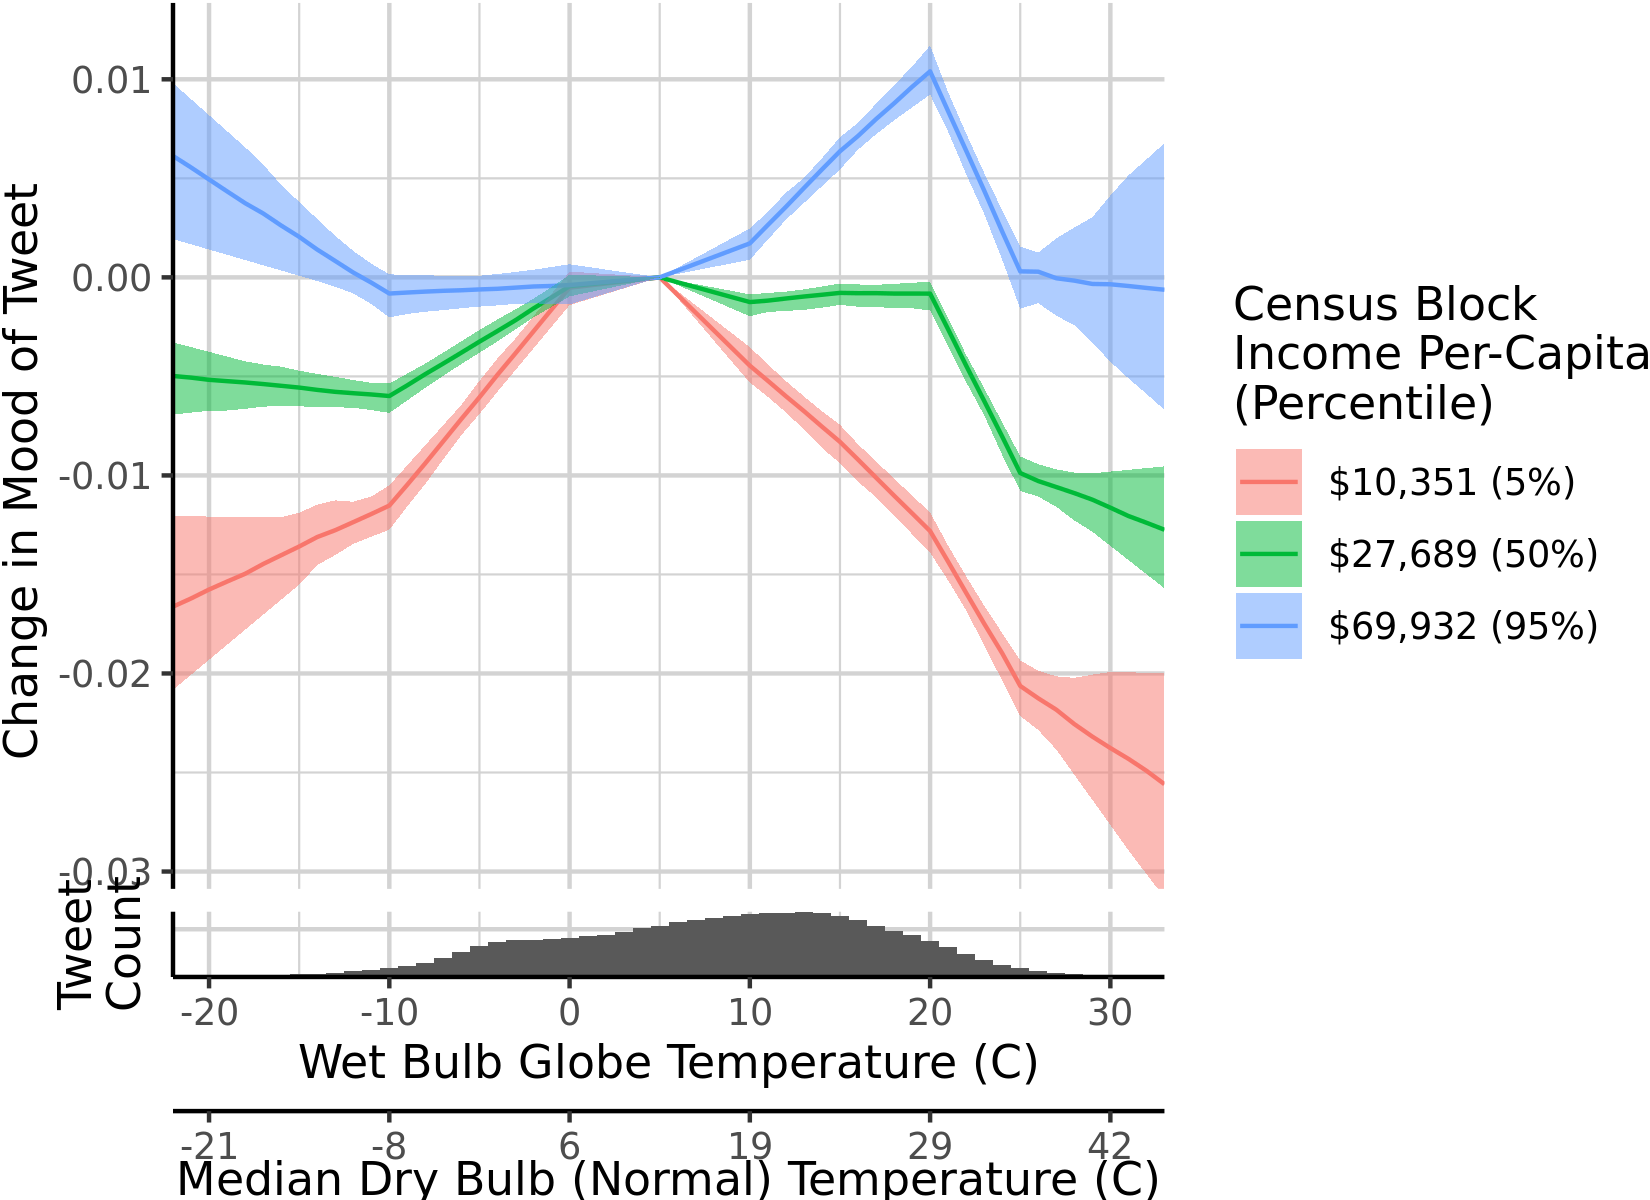 Change in Mood of Tweet
0.01
0.00
-0.01
-0.02
-0.03
Tweet
Count
-20 -10 0 10 20 30
Wet Bulb Globe Temperature (C)
-21 -8 6 19 29 42
Median Dry Bulb (Normal) Temperature (C)
Census Block
Income Per-Capita
(Percentile)
$10,351 (5%)
$27,689 (50%)
$69,932 (95%)